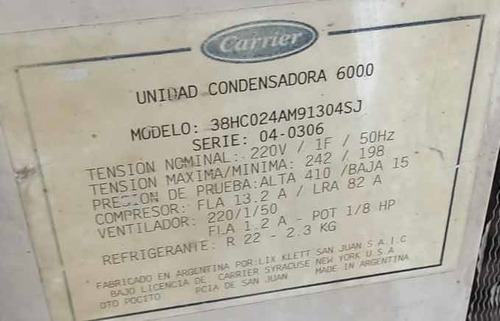 Carrier
UNIDAD CONDENSADORA 6000
MODELO: 38HC024AM91304SJ
SERIE: 04-0306
TENSIÓN NOMINAL: 220V / 1F / 50Hz
TENSION MAXIMA/MINIMA: 242 / 198
PRESION DE PRUEBA:ALTA 410 /BAJA 15
COMPRESOR: FLA 13.2 A / LRA 82 A
VENTILADOR: 220/1/50
FLA 1.2 A - POT 1/8 HP
REFRIGERANTE: R 22 - 2.3 KG
FABRICADO EN ARGENTINA POR:LIX KLETT SAN JUAN S A.I.C
BAJO LICENCIA DE CARRIER SYRACUSE NEW YORK U.S.A
DTO POCITO PCIA DE SAN JUAN MADE IN ARGENTINA